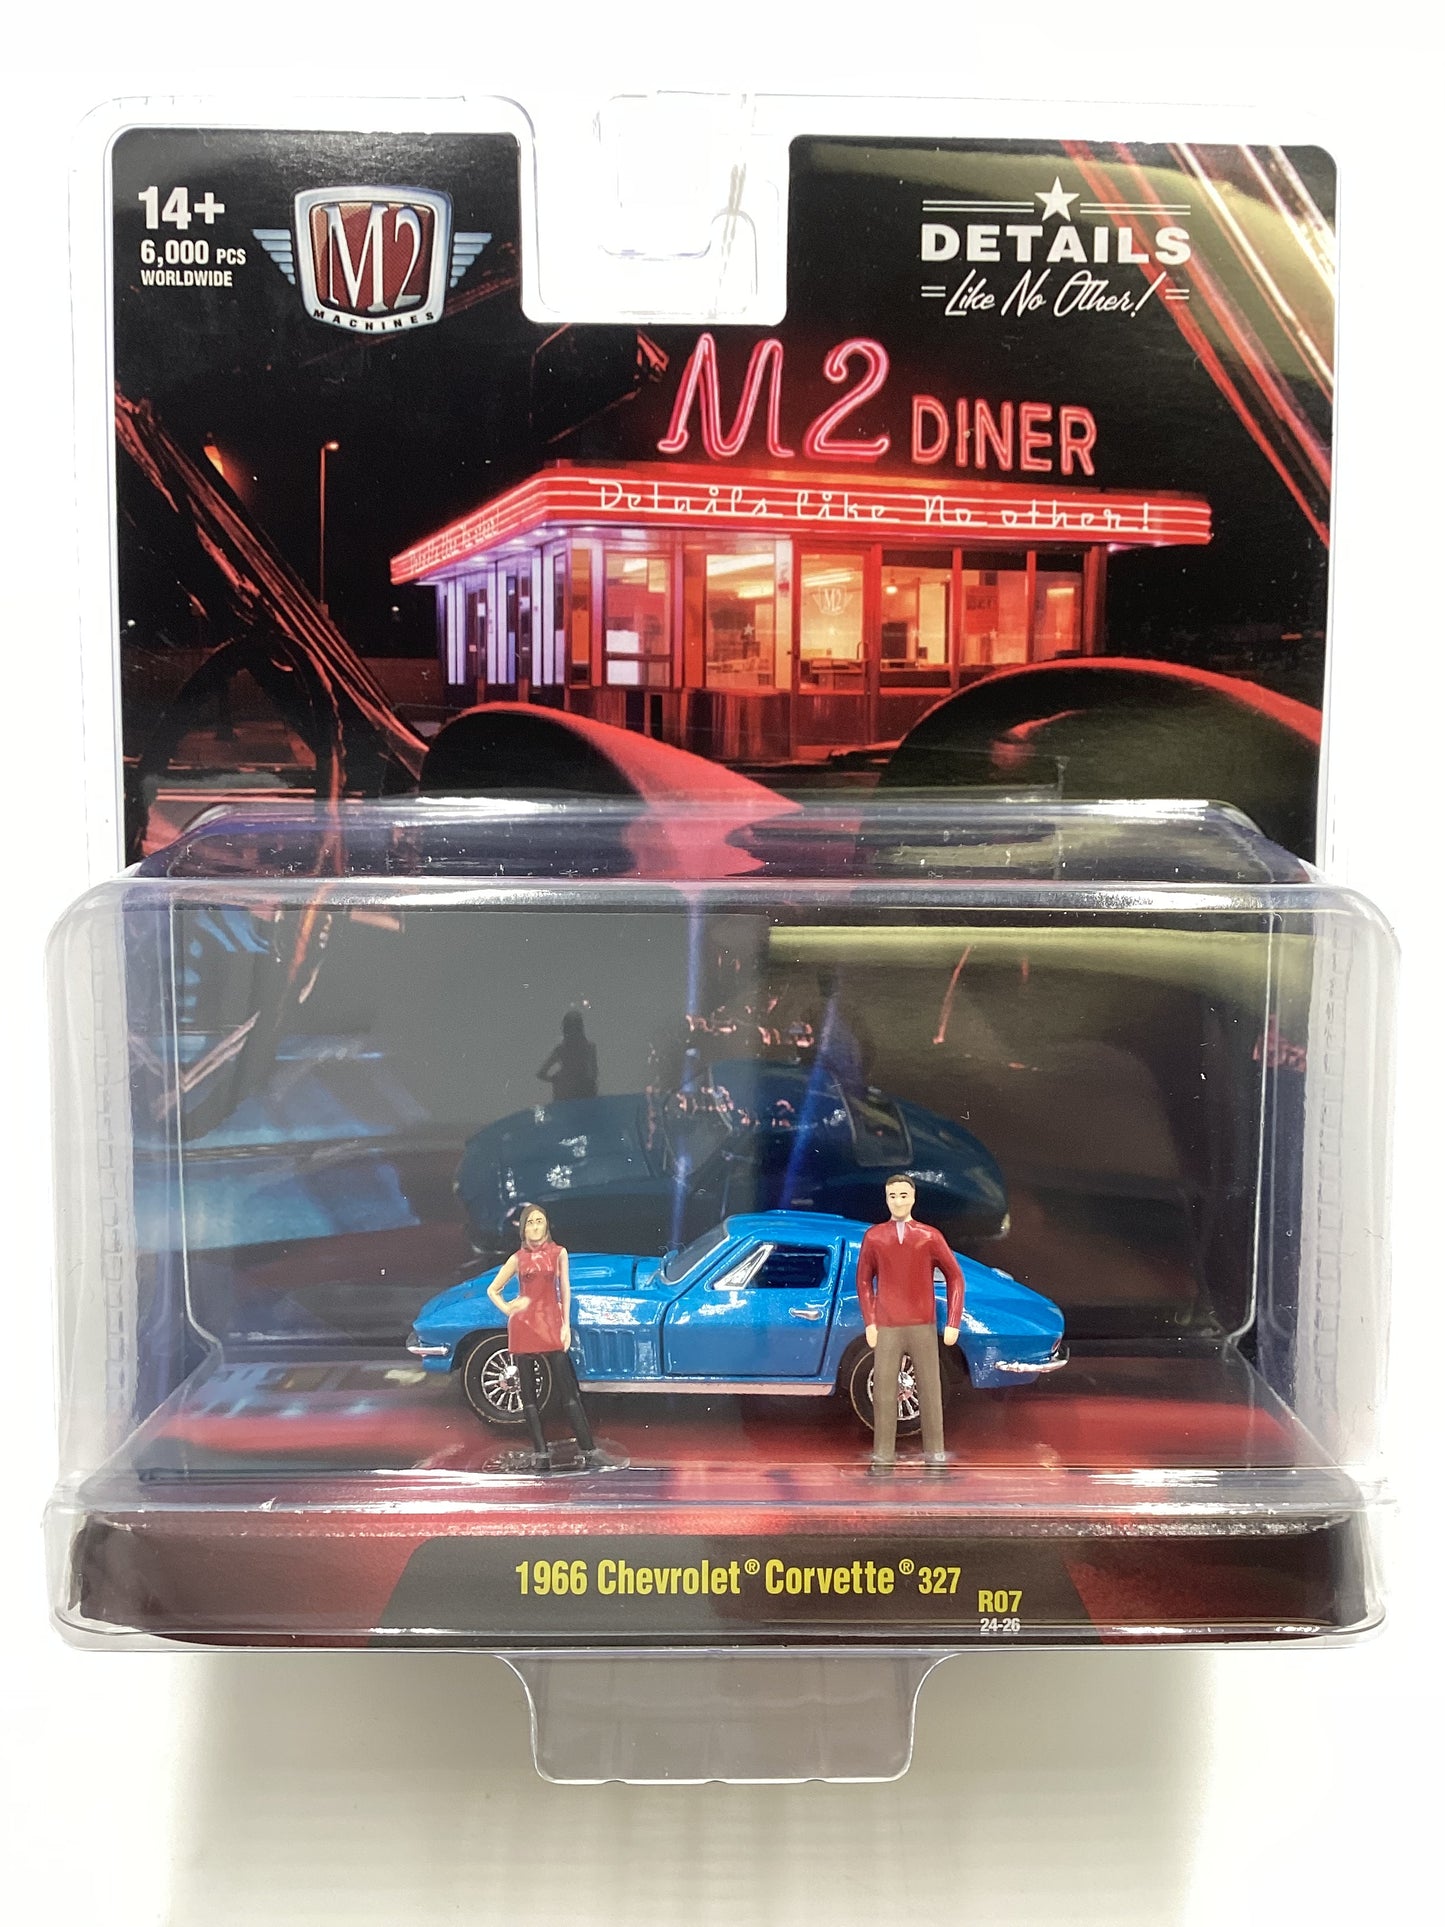 14+
6,000 PCS
WORLDWIDE
M2
MACHINES
DETAILS
Like No Other!
M2 DINER
Details Like No other!
M2
1966 Chevrolet® Corvette® 327
R07
24-26